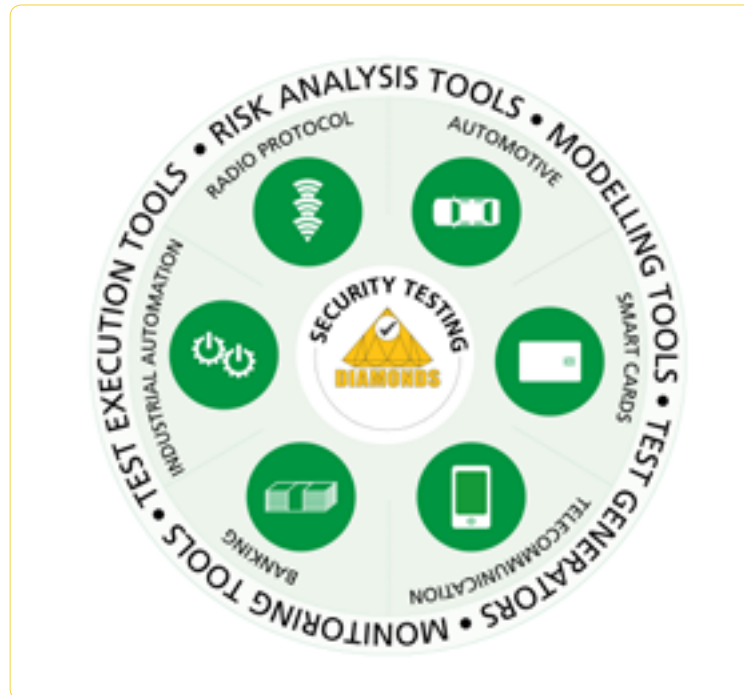 RISK ANALYSIS TOOLS • MODELLING TOOLS • TEST GENERATORS • MONITORING TOOLS • TEST EXECUTION TOOLS •
RADIO PROTOCOL
AUTOMOTIVE
SMART CARDS
TELECOMMUNICATION
BANKING
INDUSTRIAL AUTOMATION
SECURITY TESTING
DIAMONDS